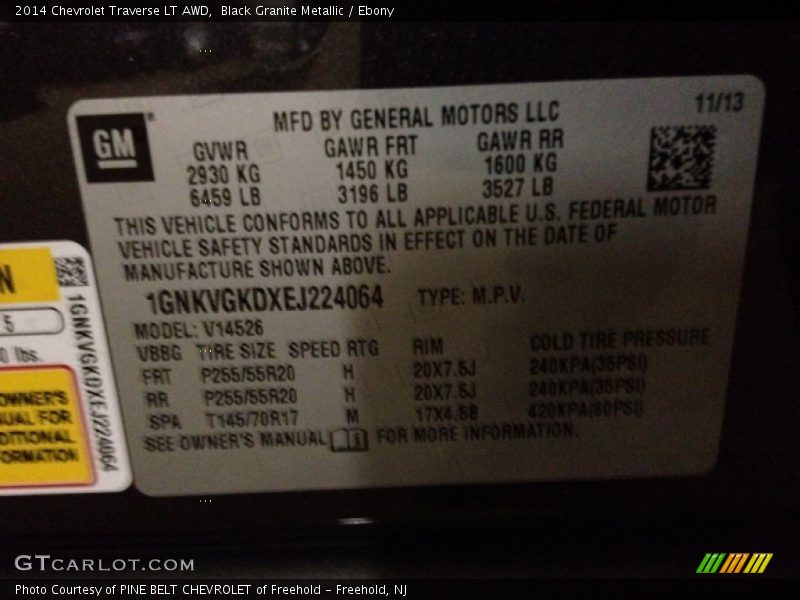 2014 Chevrolet Traverse LT AWD,  Black Granite Metallic / Ebony
MFD BY GENERAL MOTORS LLC
11/13
GM
GVWR GAWR FRT GAWR RR
2930 KG 1450 KG 1600 KG
6459 LB 3196 LB 3527 LB
THIS VEHICLE CONFORMS TO ALL APPLICABLE U.S. FEDERAL MOTOR
VEHICLE SAFETY STANDARDS IN EFFECT ON THE DATE OF
MANUFACTURE SHOWN ABOVE.
1GNKVGKDXEJ224064 TYPE: M.P.V.
MODEL: V14526
VBBG TIRE SIZE SPEED RTG RIM COLD TIRE PRESSURE
FRT P255/55R20 H 20X7.5J 240KPA(35PSI)
RR P255/55R20 H 20X7.5J 240KPA(35PSI)
SPA T145/70R17 M 17X4.5B 420KPA(60PSI)
SEE OWNER'S MANUAL FOR MORE INFORMATION.
N
5
0 lbs.
OWNER'S
UAL FOR
DITIONAL
ORMATION
1GNKVGKDXEJ224064
GTCARLOT.COM
Photo Courtesy of PINE BELT CHEVROLET of Freehold - Freehold, NJ